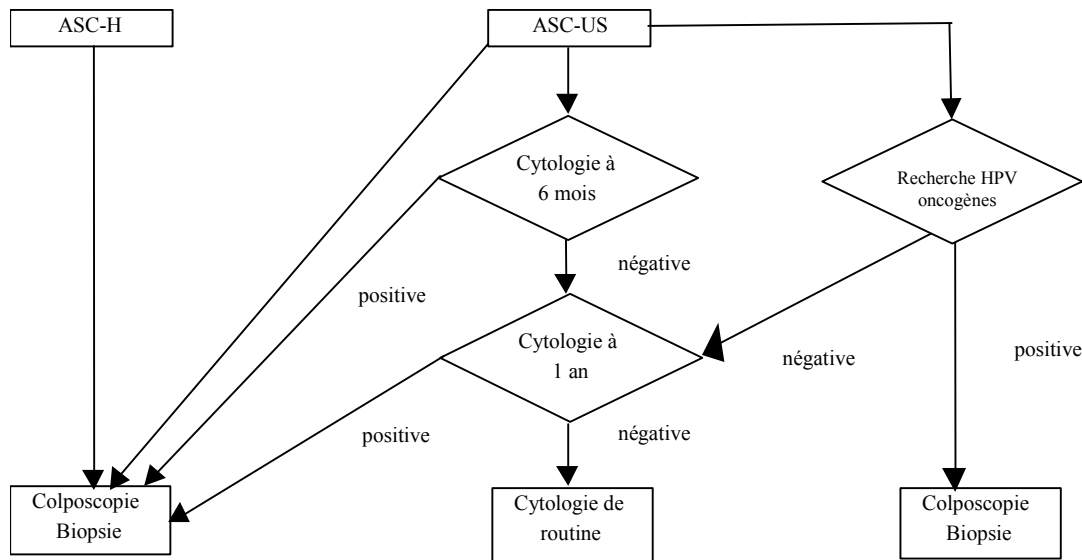 ASC-H
ASC-US
Cytologie à
6 mois
Recherche HPV
oncogènes
négative
positive
Cytologie à
1 an
négative
positive
positive
négative
Colposcopie
Biopsie
Cytologie de
routine
Colposcopie
Biopsie